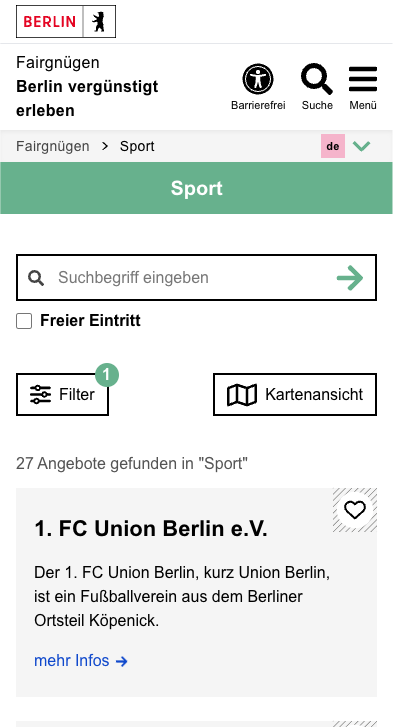 BERLIN
Fairgnügen
Berlin vergünstigt
erleben
Barrierefrei
Suche
Menü
Fairgnügen > Sport
de
Sport
Suchbegriff eingeben
Freier Eintritt
Filter
1
Kartenansicht
27 Angebote gefunden in "Sport"
1. FC Union Berlin e.V.
Der 1. FC Union Berlin, kurz Union Berlin,
ist ein Fußballverein aus dem Berliner
Ortsteil Köpenick.
mehr Infos